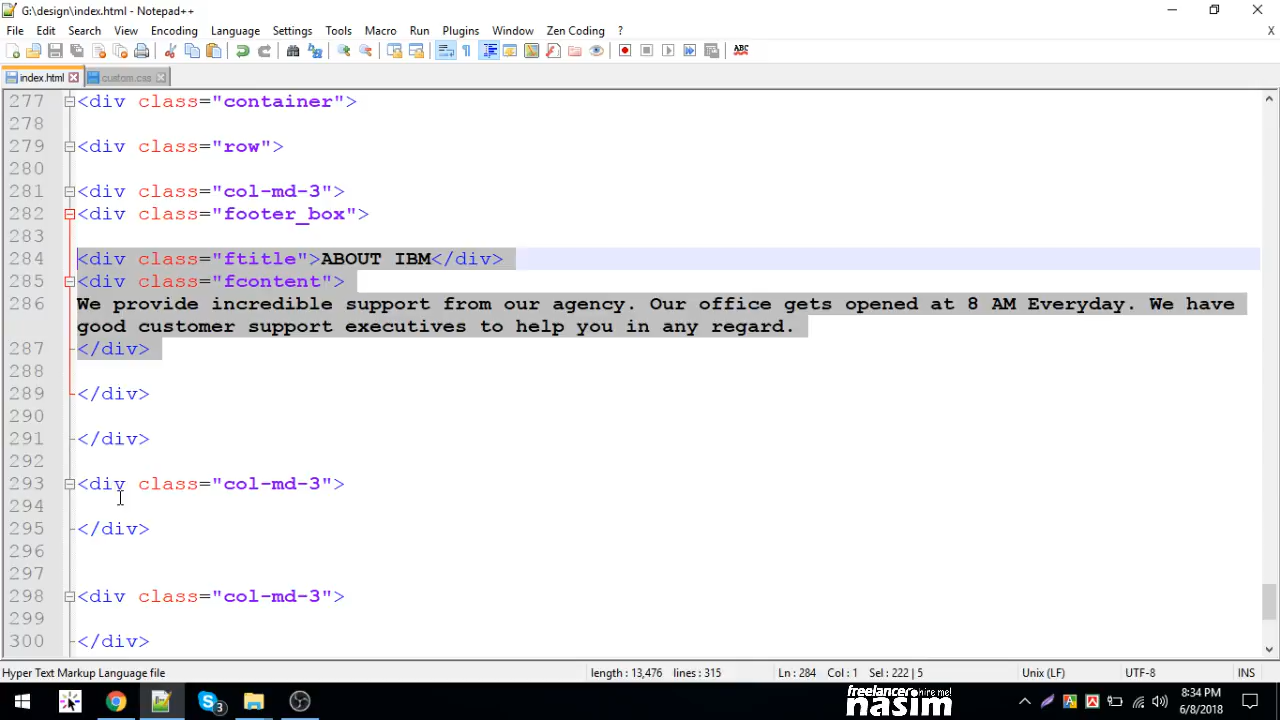 G:\design\index.html - Notepad++
File Edit Search View Encoding Language Settings Tools Macro Run Plugins Window Zen Coding ? X
ABC
index.html custom.css
277 <div class="container">
278
279 <div class="row">
280
281 <div class="col-md-3">
282 <div class="footer_box">
283
284 <div class="ftitle">ABOUT IBM</div>
285 <div class="fcontent">
286 We provide incredible support from our agency. Our office gets opened at 8 AM Everyday. We have
good customer support executives to help you in any regard.
287 </div>
288
289 </div>
290
291 </div>
292
293 <div class="col-md-3">
294
295 </div>
296
297
298 <div class="col-md-3">
299
300 </div>
Hyper Text Markup Language file length : 13,476 lines : 315 Ln : 284 Col : 1 Sel : 222 | 5 Unix (LF) UTF-8 INS
3
freelancer hire me!
nasim
8:34 PM
6/8/2018